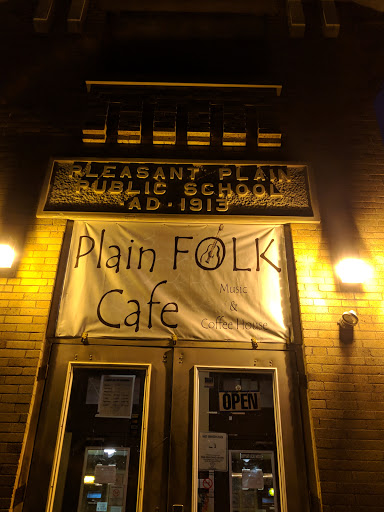 PLEASANT PLAIN
PUBLIC SCHOOL
AD · 1913
Plain FOLK
Cafe
Music
&
Coffee House
OPEN